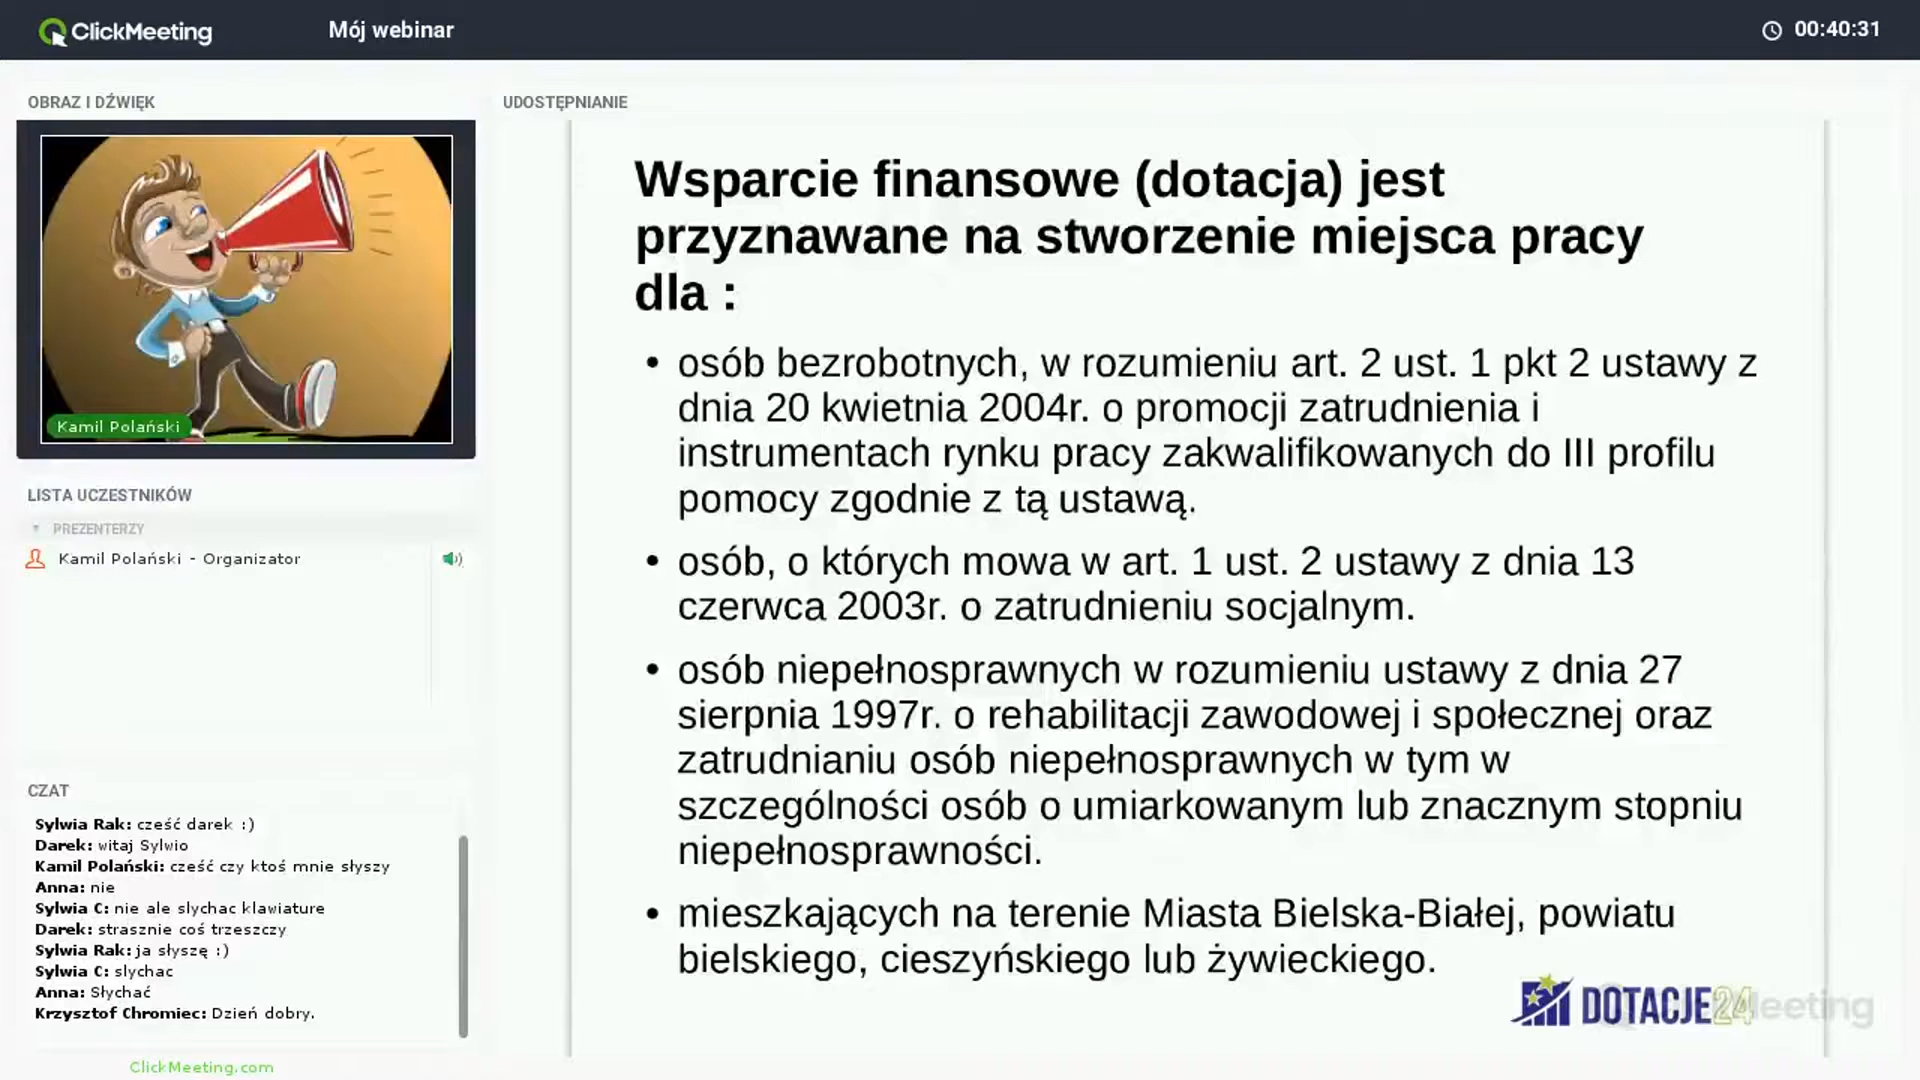 ClickMeeting
Mój webinar
00:40:31
OBRAZ I DŹWIĘK
Kamil Polański
LISTA UCZESTNIKÓW
PREZENTERZY
Kamil Polański - Organizator
CZAT
Sylwia Rak: cześć darek :)
Darek: witaj Sylwio
Kamil Polański: cześć czy ktoś mnie słyszy
Anna: nie
Sylwia C: nie ale slychac klawiature
Darek: strasznie coś trzeszczy
Sylwia Rak: ja słyszę :)
Sylwia C: slychac
Anna: Słychać
Krzysztof Chromiec: Dzień dobry.
ClickMeeting.com
UDOSTĘPNIANIE
Wsparcie finansowe (dotacja) jest
przyznawane na stworzenie miejsca pracy
dla :
• osób bezrobotnych, w rozumieniu art. 2 ust. 1 pkt 2 ustawy z
dnia 20 kwietnia 2004r. o promocji zatrudnienia i
instrumentach rynku pracy zakwalifikowanych do III profilu
pomocy zgodnie z tą ustawą.
• osób, o których mowa w art. 1 ust. 2 ustawy z dnia 13
czerwca 2003r. o zatrudnieniu socjalnym.
• osób niepełnosprawnych w rozumieniu ustawy z dnia 27
sierpnia 1997r. o rehabilitacji zawodowej i społecznej oraz
zatrudnianiu osób niepełnosprawnych w tym w
szczególności osób o umiarkowanym lub znacznym stopniu
niepełnosprawności.
• mieszkających na terenie Miasta Bielska-Białej, powiatu
bielskiego, cieszyńskiego lub żywieckiego.
DOTACJE24